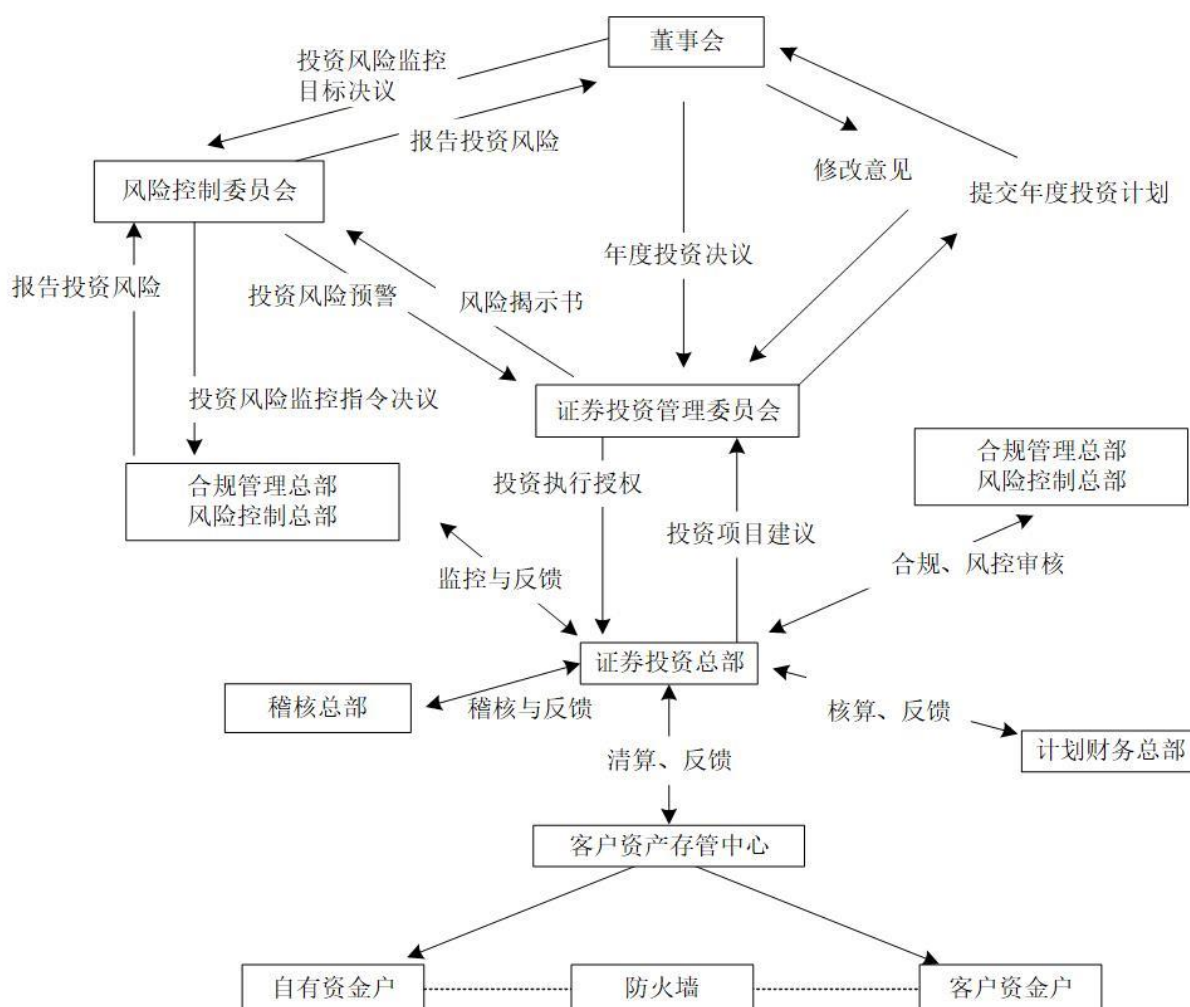 董事会
投资风险监控
目标决议
报告投资风险
修改意见
风险控制委员会
提交年度投资计划
年度投资决议
报告投资风险
投资风险预警
风险揭示书
投资风险监控指令决议
证券投资管理委员会
合规管理总部
风险控制总部
合规管理总部
风险控制总部
投资执行授权
投资项目建议
监控与反馈
合规、风控审核
证券投资总部
稽核总部
稽核与反馈
核算、反馈
计划财务总部
清算、反馈
客户资产存管中心
自有资金户
防火墙
客户资金户